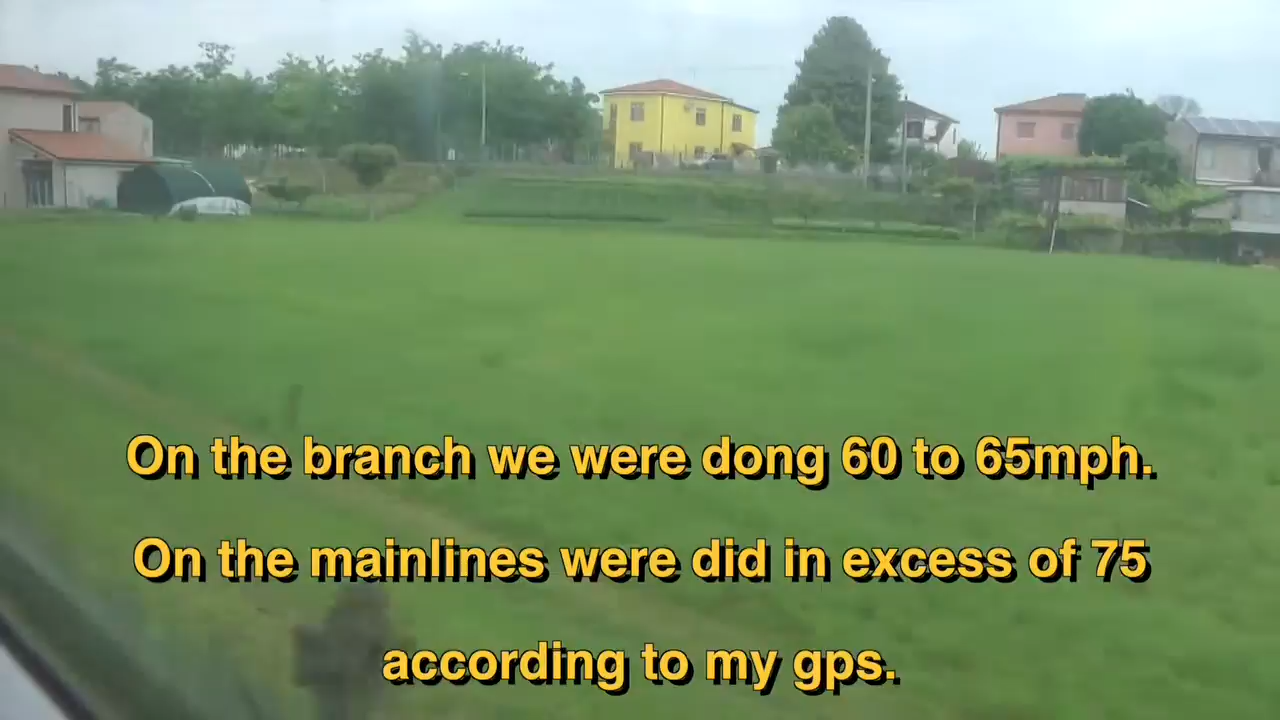 On the branch we were dong 60 to 65mph.
On the mainlines were did in excess of 75
according to my gps.